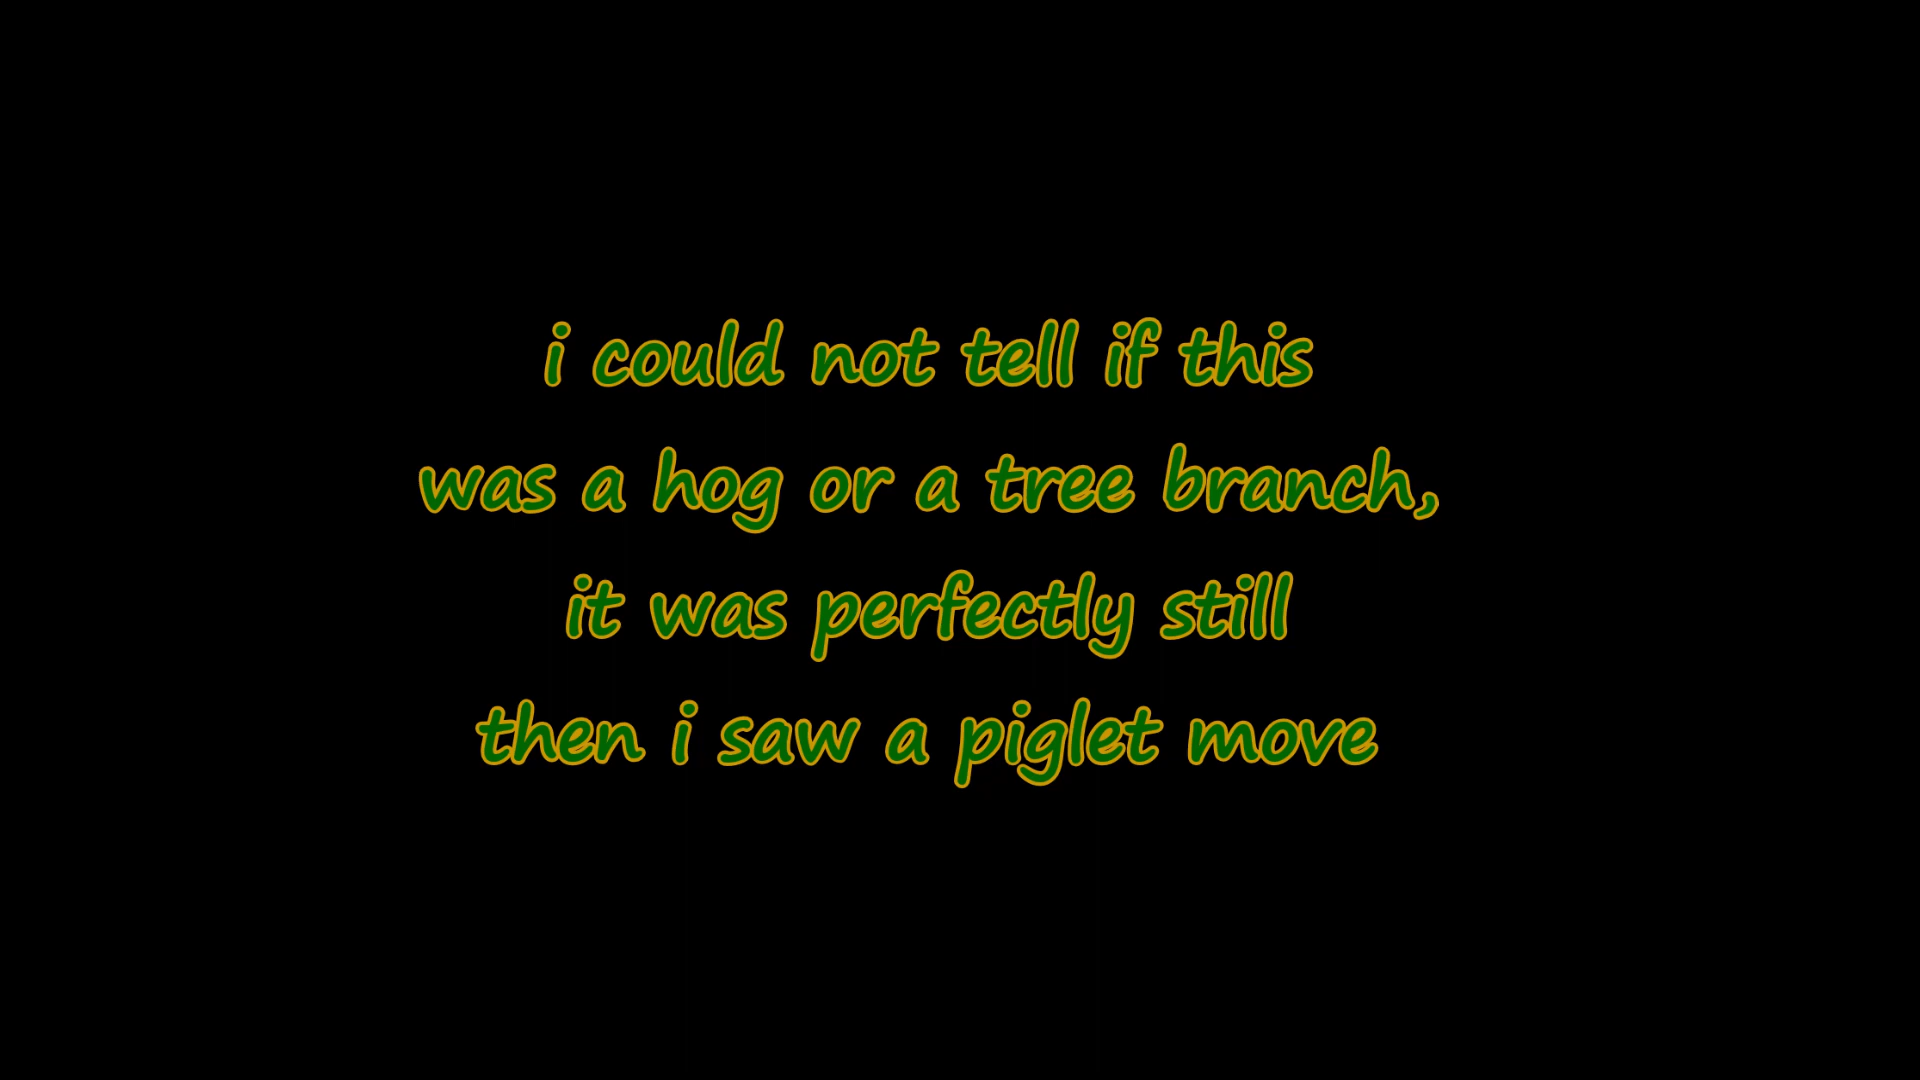 i could not tell if this
was a hog or a tree branch,
it was perfectly still
then i saw a piglet move